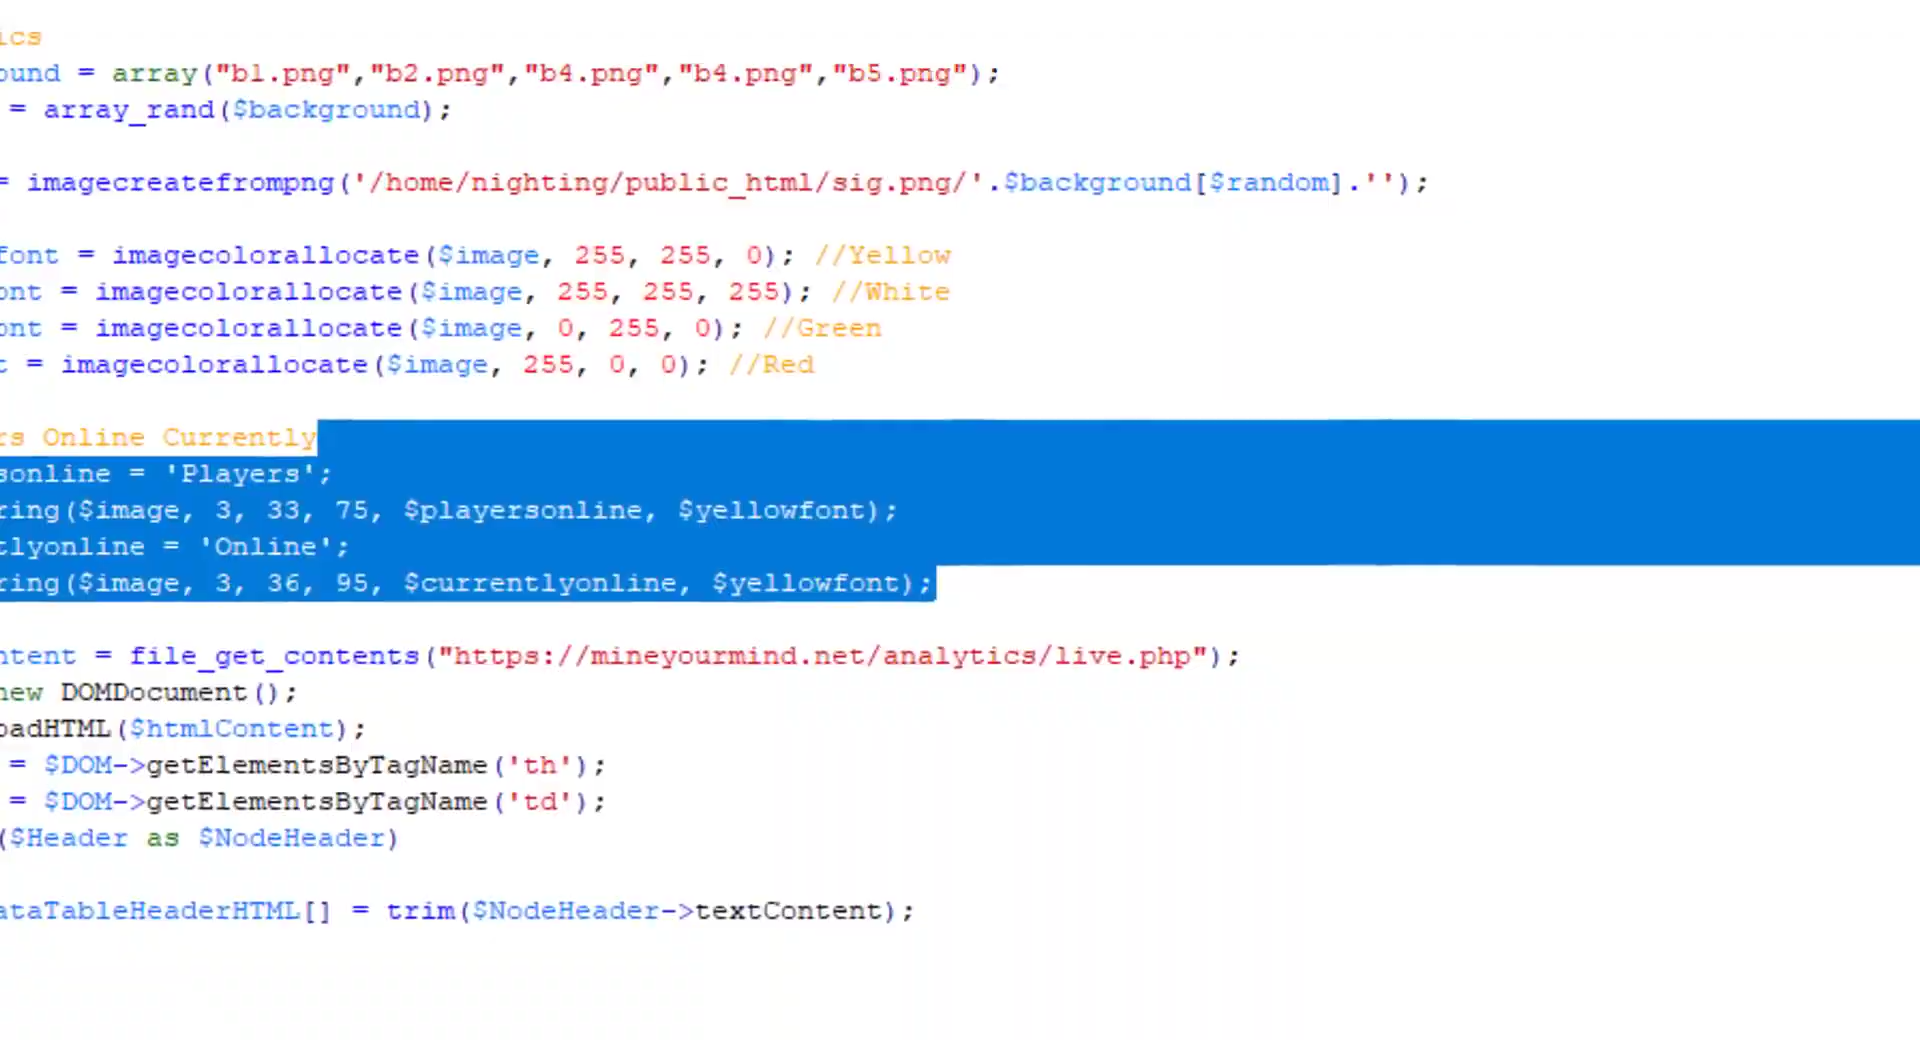 ics
ound = array("b1.png","b2.png","b4.png","b4.png","b5.png");
= array_rand($background);
= imagecreatefrompng('/home/nighting/public_html/sig.png/'.$background[$random].'');
font = imagecolorallocate($image, 255, 255, 0); //Yellow
ont = imagecolorallocate($image, 255, 255, 255); //White
ont = imagecolorallocate($image, 0, 255, 0); //Green
t = imagecolorallocate($image, 255, 0, 0); //Red
rs Online Currently
sonline = 'Players';
ring($image, 3, 33, 75, $playersonline, $yellowfont);
tlyonline = 'Online';
ring($image, 3, 36, 95, $currentlyonline, $yellowfont);
ntent = file_get_contents("https://mineyourmind.net/analytics/live.php");
new DOMDocument();
oadHTML($htmlContent);
= $DOM->getElementsByTagName('th');
= $DOM->getElementsByTagName('td');
($Header as $NodeHeader)
ataTableHeaderHTML[] = trim($NodeHeader->textContent);